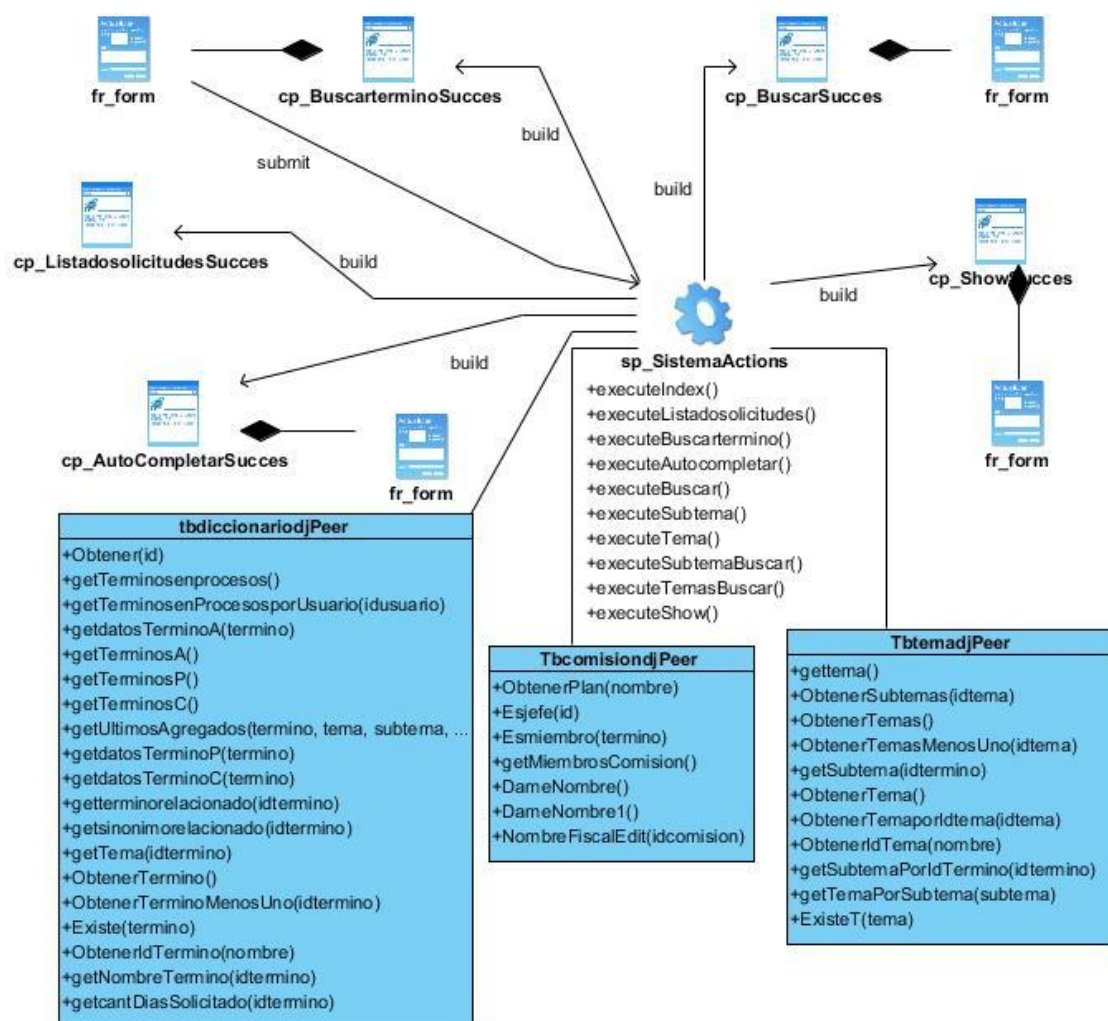 fr_form
cp_BuscarterminoSucces
cp_BuscarSucces
fr_form
build
submit
build
cp_ListadosolicitudesSucces
build
cp_ShowSucces
build
sp_SistemaActions
build
cp_AutoCompletarSucces
fr_form
fr_form
+executeIndex()
+executeListadosolicitudes()
+executeBuscartermino()
+executeAutocompletar()
+executeBuscar()
+executeSubtema()
+executeTema()
+executeSubtemaBuscar()
+executeTemasBuscar()
+executeShow()
tbdiccionariodjPeer
+Obtener(id)
+getTerminosenprocesos()
+getTerminosenProcesosporUsuario(idusuario)
+getdatosTerminoA(termino)
+getTerminosA()
+getTerminosP()
+getTerminosC()
+getUltimosAgregados(termino, tema, subtema, ...
+getdatosTerminoP(termino)
+getdatosTerminoC(termino)
+getterminorelacionado(idtermino)
+getsinonimorelacionado(idtermino)
+getTema(idtermino)
+ObtenerTermino()
+ObtenerTerminoMenosUno(idtermino)
+Existe(termino)
+ObtenerIdTermino(nombre)
+getNombreTermino(idtermino)
+getcantDiasSolicitado(idtermino)
TbcomisiondjPeer
+ObtenerPlan(nombre)
+Esjefe(id)
+Esmiembro(termino)
+getMiembrosComision()
+DameNombre()
+DameNombre1()
+NombreFiscalEdit(idcomision)
TbtemadjPeer
+gettema()
+ObtenerSubtemas(idtema)
+ObtenerTemas()
+ObtenerTemasMenosUno(idtema)
+getSubtema(idtermino)
+ObtenerTema()
+ObtenerTemaporIdtema(idtema)
+ObtenerIdTema(nombre)
+getSubtemaPorIdTermino(idtermino)
+getTemaPorSubtema(subtema)
+ExisteT(tema)